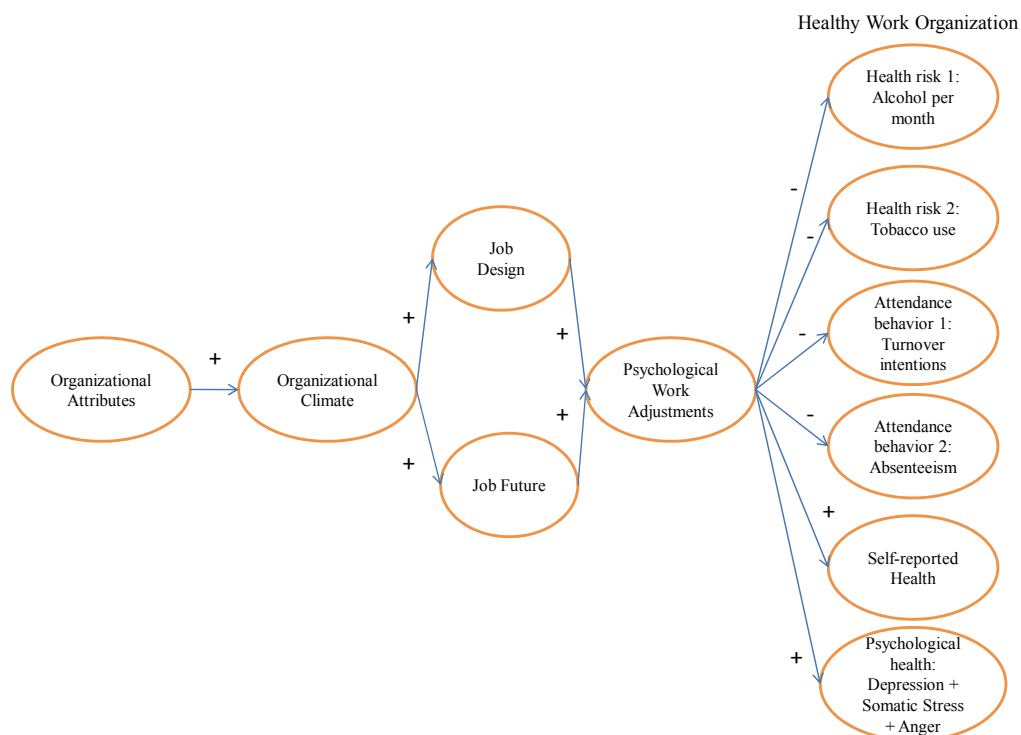 Healthy Work Organization
Organizational
Attributes
+
Organizational
Climate
+
+
Job
Design
Job Future
+
+
Psychological
Work
Adjustments
-
Health risk 1:
Alcohol per
month
-
Health risk 2:
Tobacco use
-
Attendance
behavior 1:
Turnover
intentions
-
Attendance
behavior 2:
Absenteeism
+
Self-reported
Health
+
Psychological
health:
Depression +
Somatic Stress
+ Anger